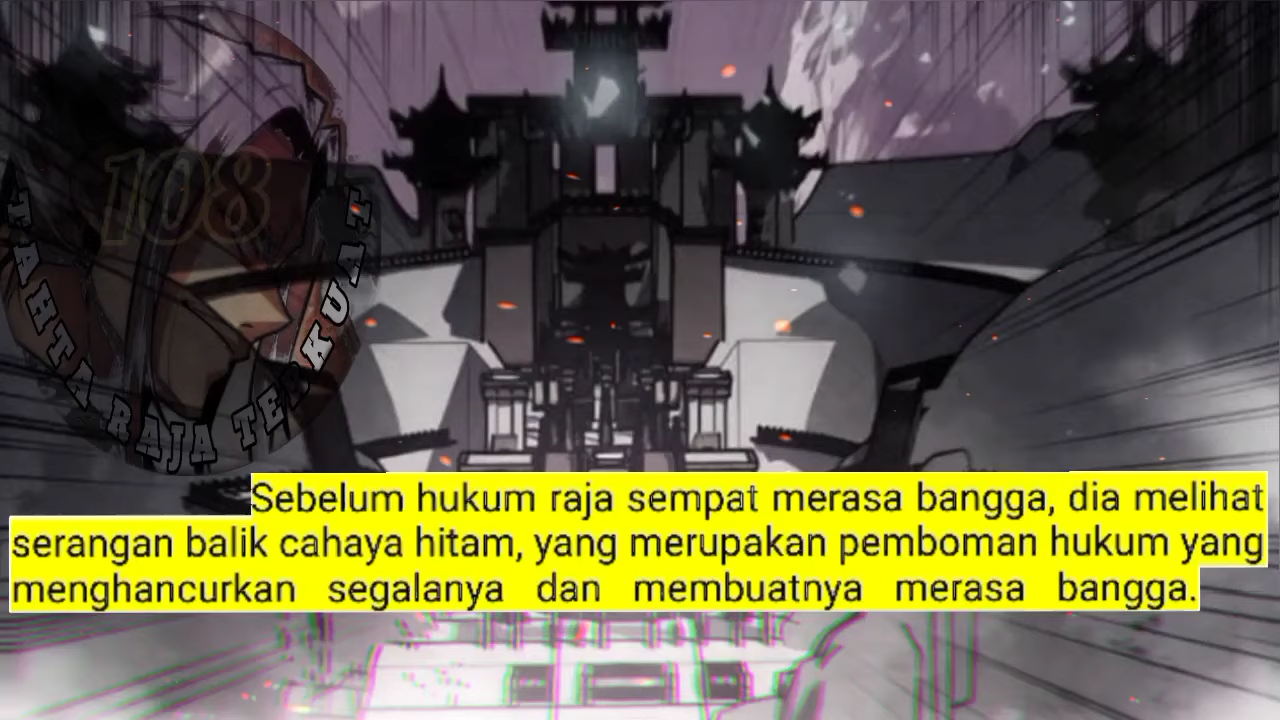 108
TAHTA RAJA TERKUAT
Sebelum hukum raja sempat merasa bangga, dia melihat
serangan balik cahaya hitam, yang merupakan pemboman hukum yang
menghancurkan segalanya dan membuatnya merasa bangga.